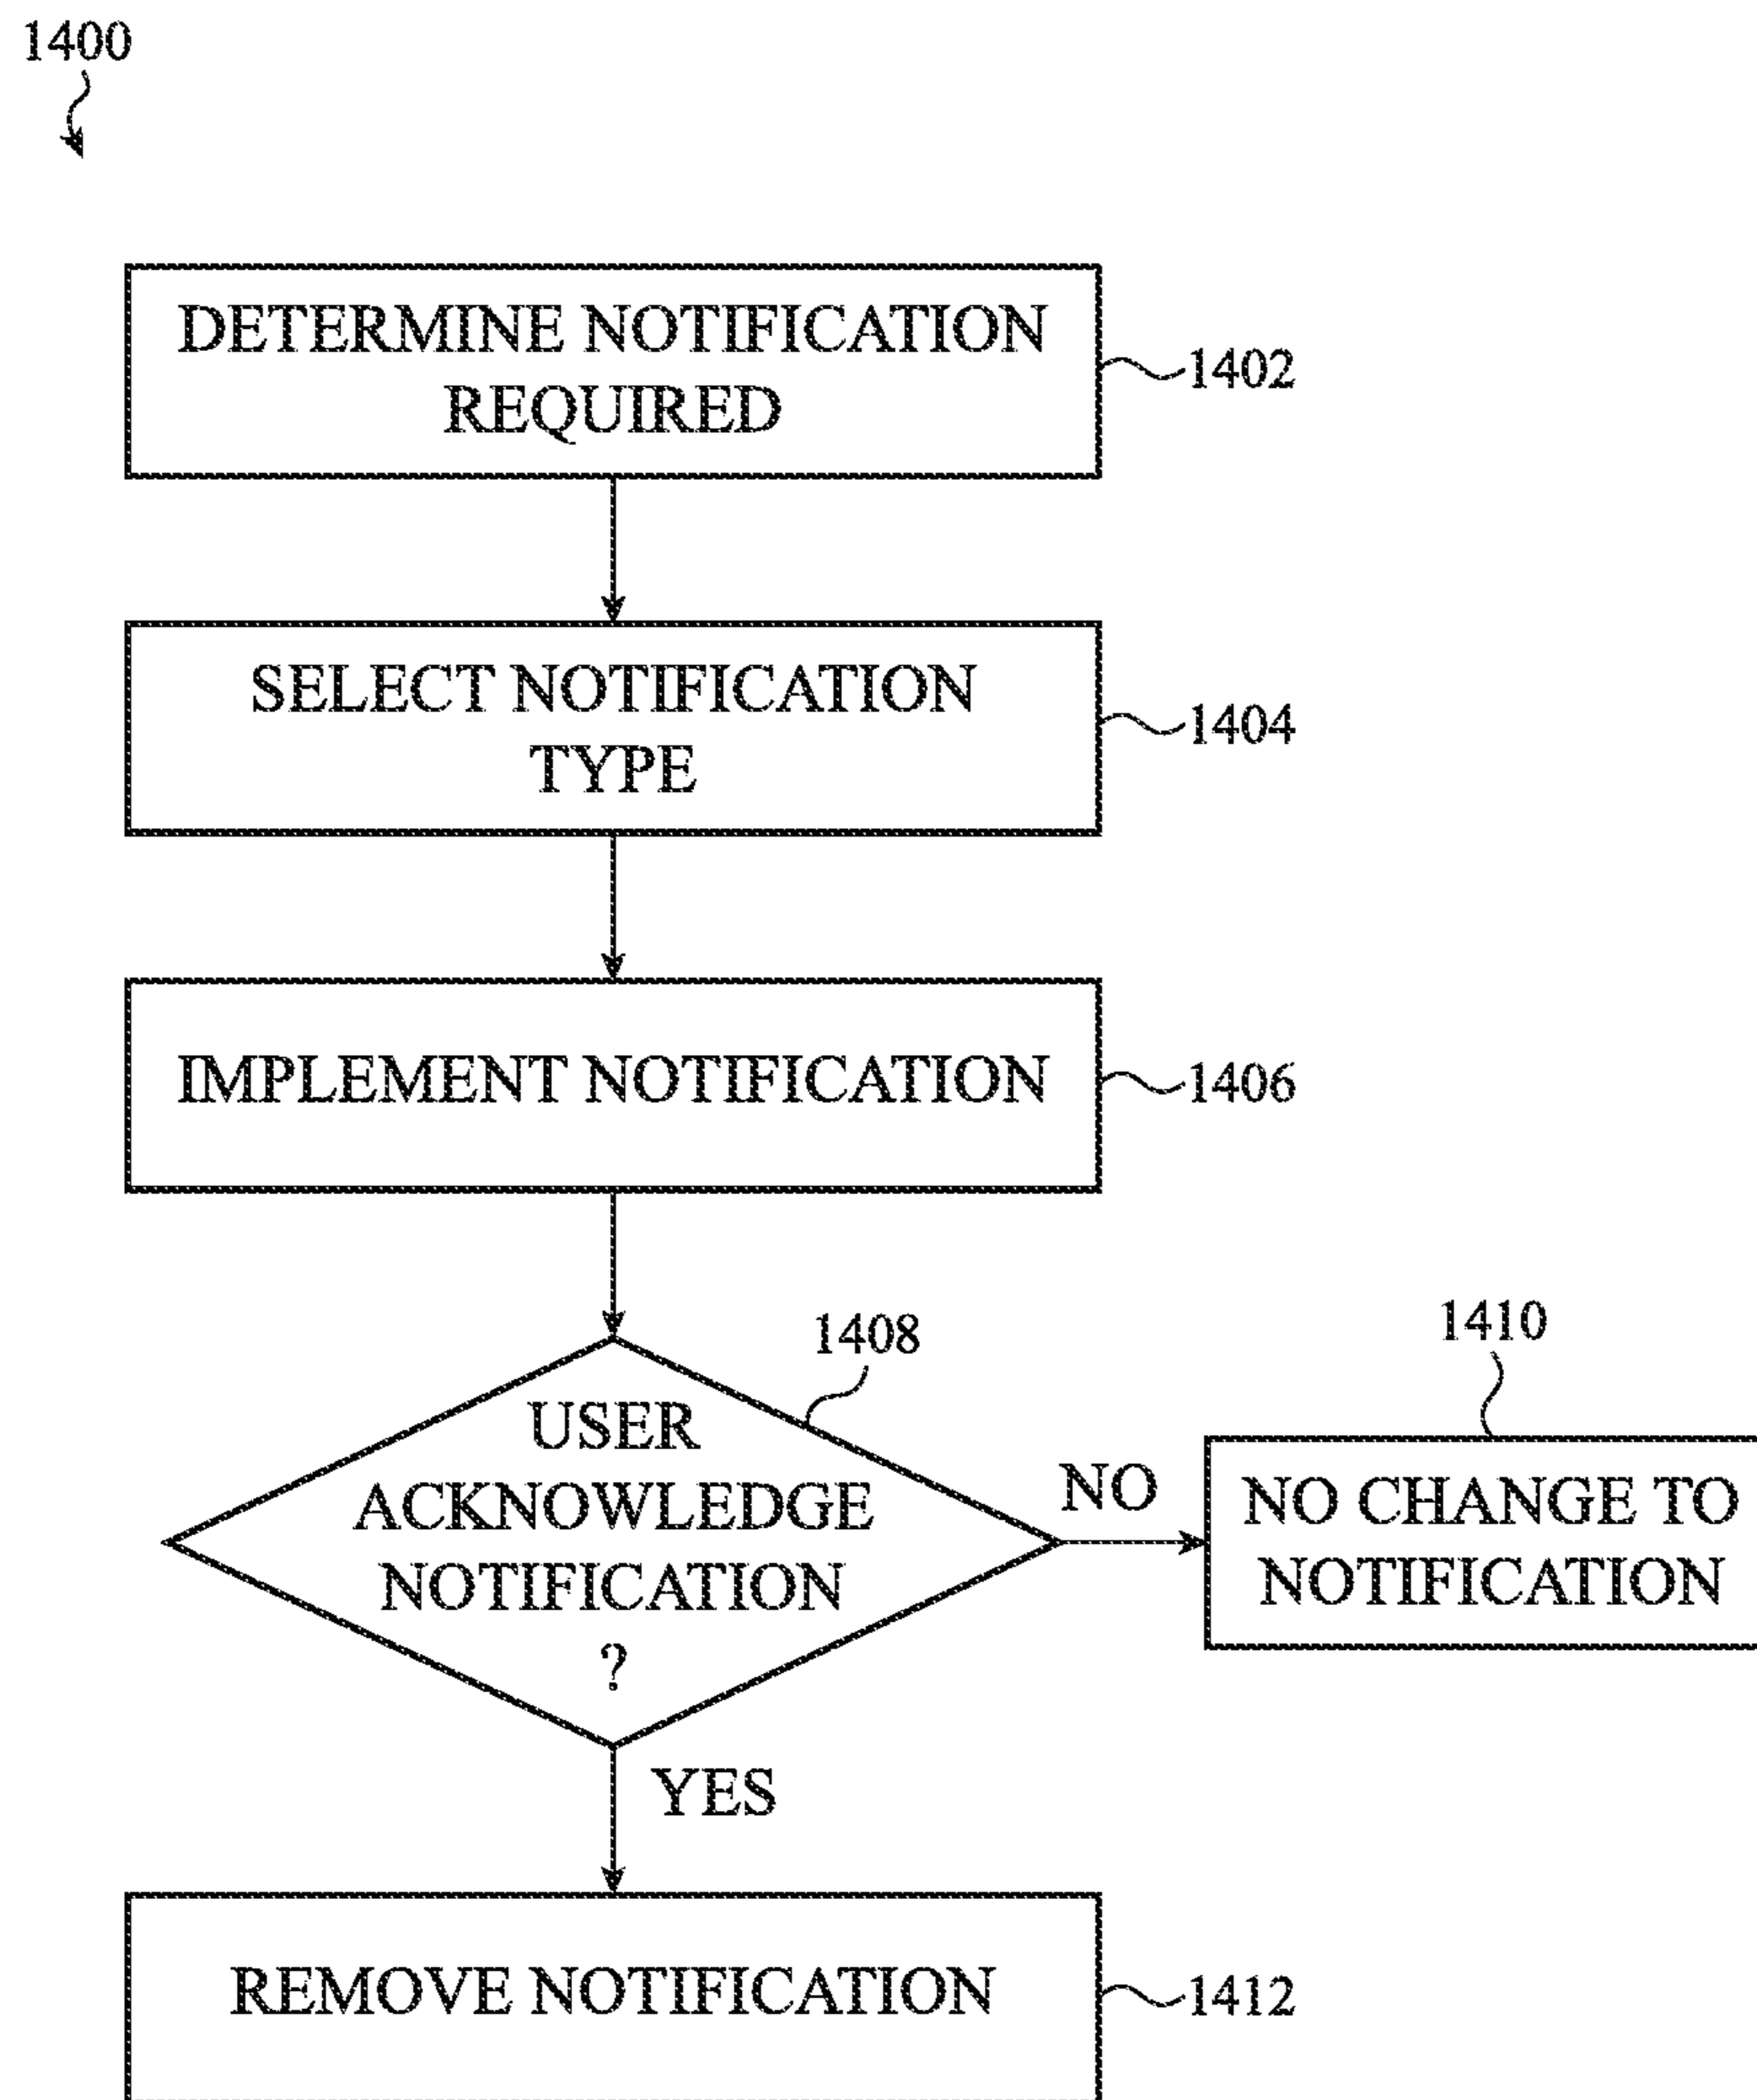 1400
DETERMINE NOTIFICATION
REQUIRED
1402
SELECT NOTIFICATION
TYPE
1404
IMPLEMENT NOTIFICATION
1406
1408
USER
ACKNOWLEDGE
NOTIFICATION
?
NO
1410
NO CHANGE TO
NOTIFICATION
YES
REMOVE NOTIFICATION
1412